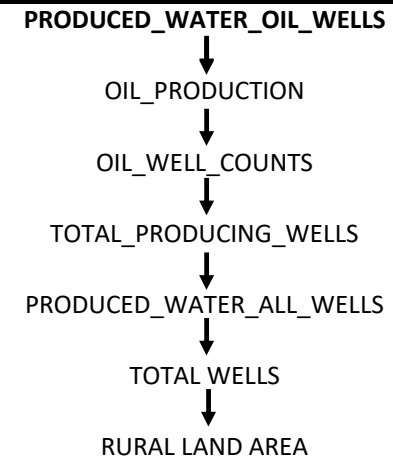 PRODUCED_WATER_OIL_WELLS
OIL_PRODUCTION
OIL_WELL_COUNTS
TOTAL_PRODUCING_WELLS
PRODUCED_WATER_ALL_WELLS
TOTAL WELLS
RURAL LAND AREA